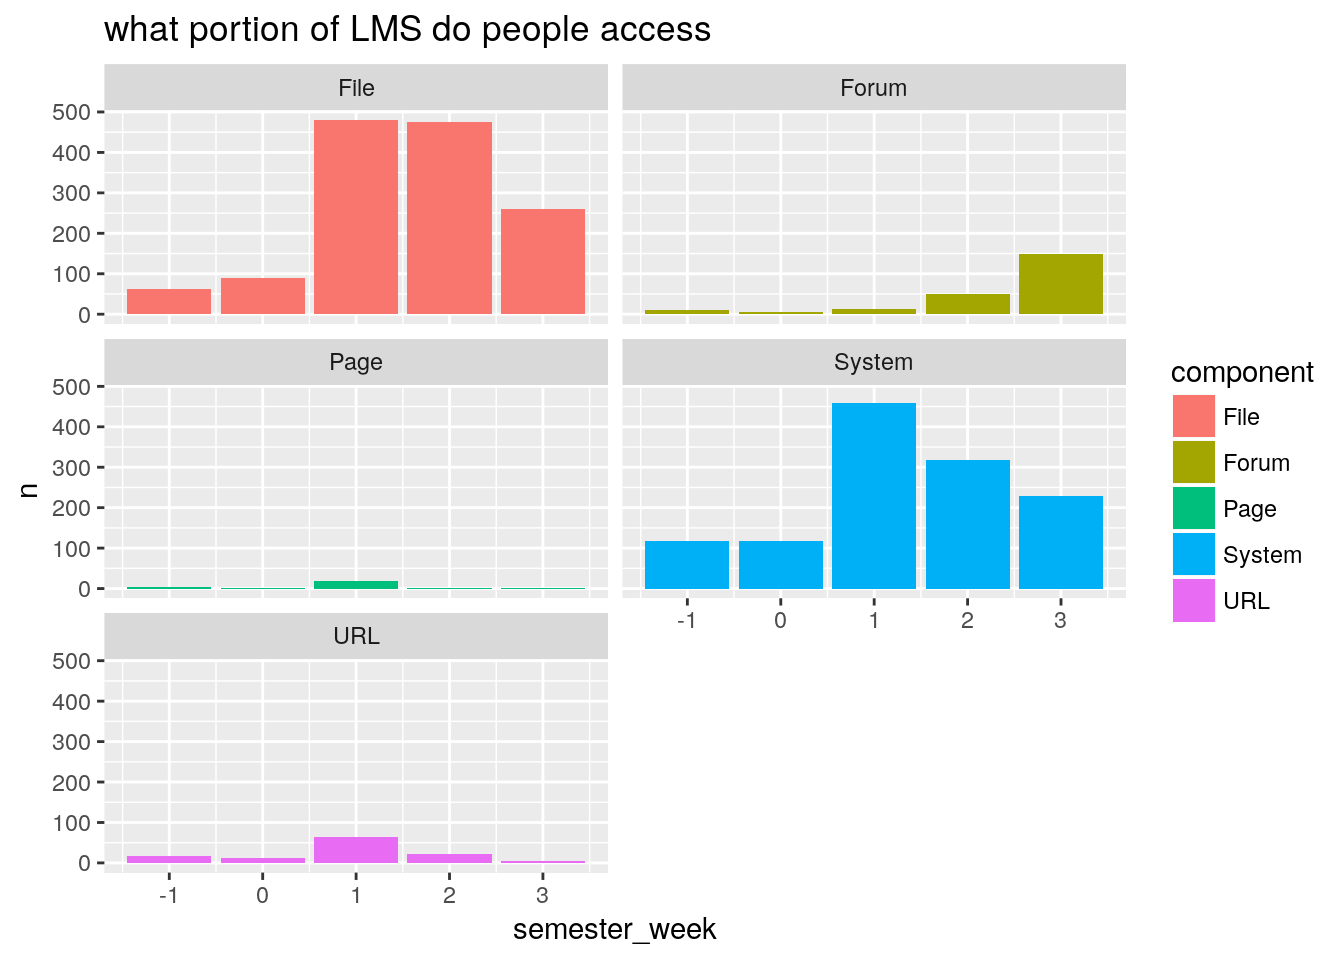 what portion of LMS do people access
File
Forum
500
400
300
200
100
0
Page
System
500
400
300
200
100
0
-1 0 1 2 3
URL
500
400
300
200
100
0
-1 0 1 2 3
semester_week
n
component
File
Forum
Page
System
URL